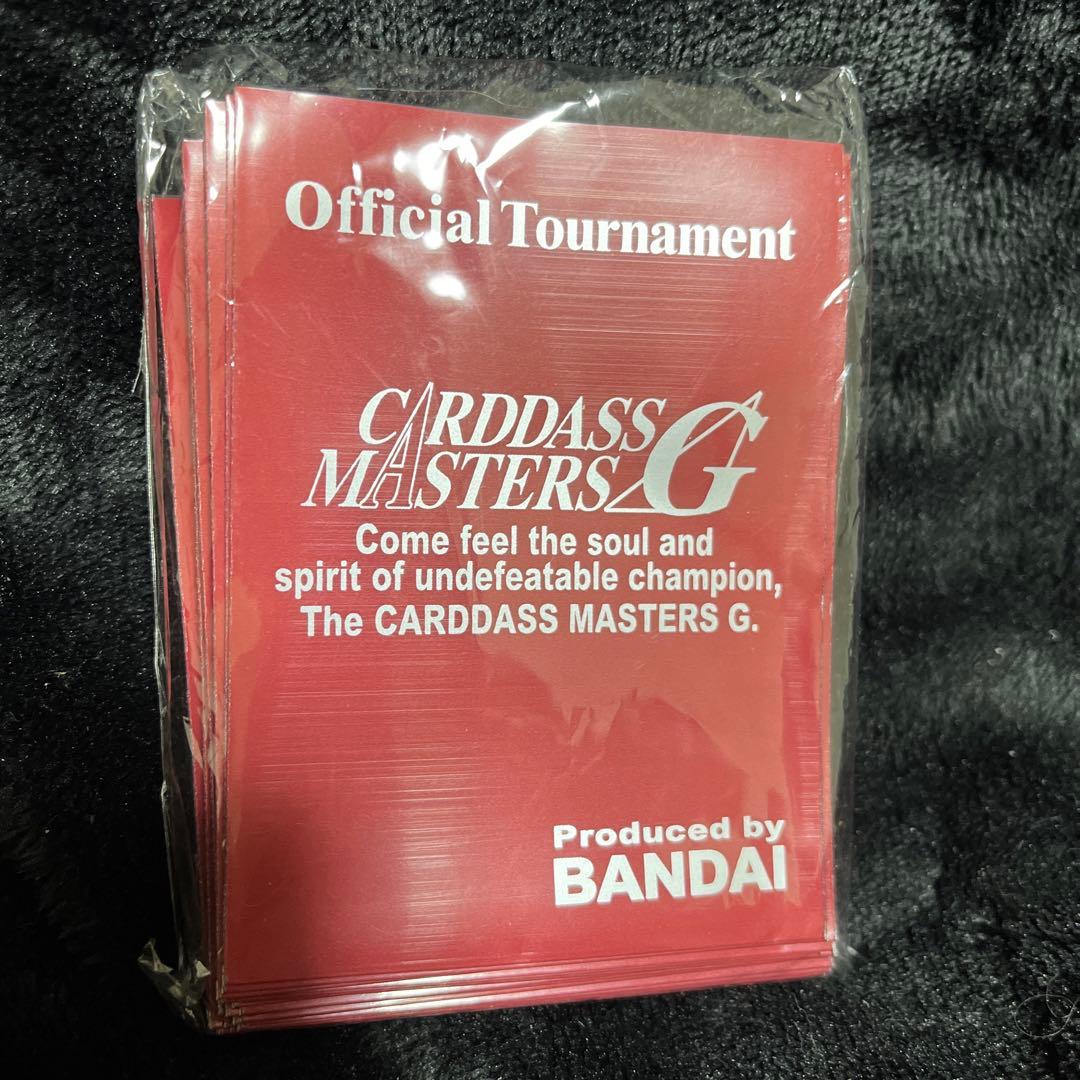 Official Tournament
CARDDASS
MASTERS G
Come feel the soul and
spirit of undefeatable champion,
The CARDDASS MASTERS G.
Produced by
BANDAI